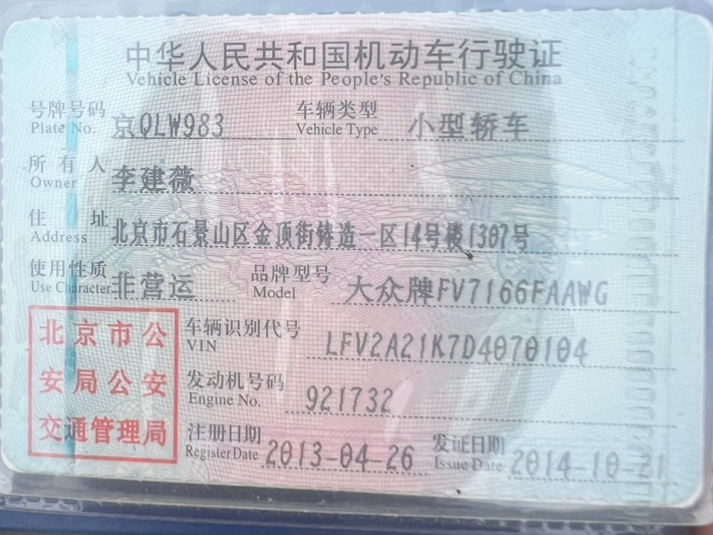 中华人民共和国机动车行驶证
Vehicle License of the People's Republic of China
号牌号码 京QLW983 车辆类型 小型轿车
Plate No. Vehicle Type
所有人 李建薇
Owner
住址 北京市石景山区金顶街铸造一区14号楼1307号
Address
使用性质 非营运 品牌型号 大众牌FV7166FAAWG
Use Character Model
北京市公安局公安交通管理局
车辆识别代号 LFV2A21K7D4070104
VIN
发动机号码 921732
Engine No.
注册日期 2013-04-26 发证日期 2014-10-21
Register Date Issue Date